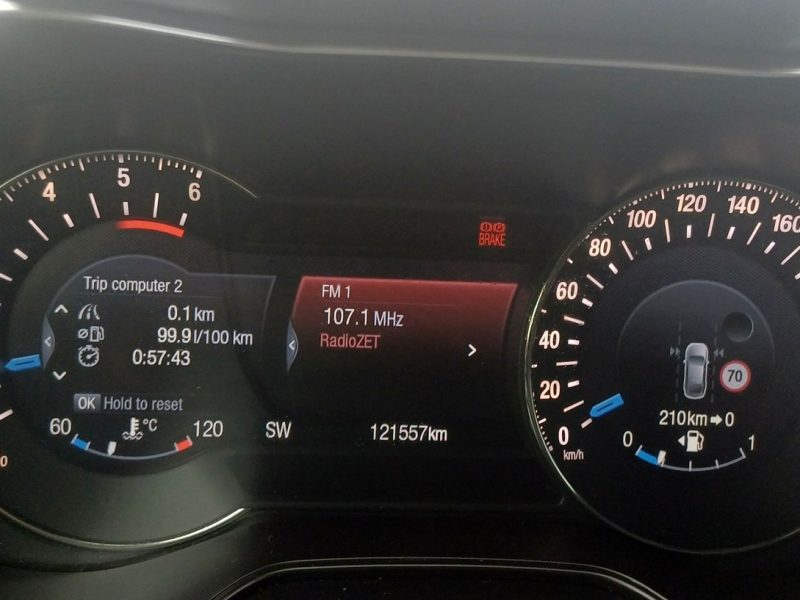 4
5
6
Trip computer 2
0.1 km
99.9 l/100 km
0:57:43
OK Hold to reset
60
°C
120
0
BRAKE
FM 1
107.1 MHz
RadioZET
SW
121557km
0
20
40
60
80
100
120
140
160
km/h
70
210km→0
0
1